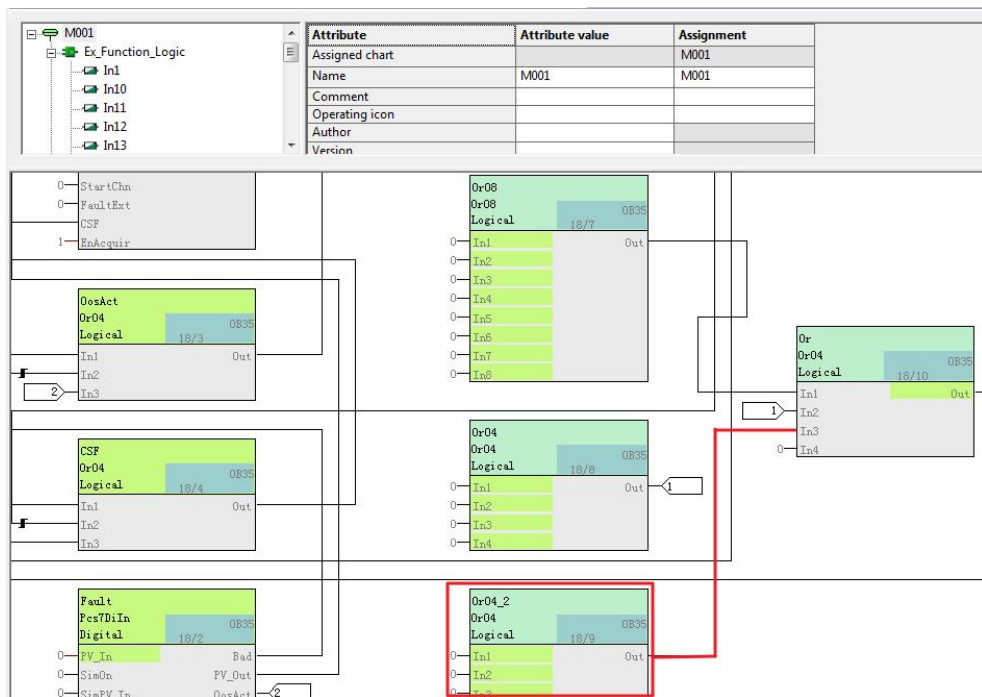 M001
Ex_Function_Logic
In1
In10
In11
In12
In13
Attribute Attribute value Assignment
Assigned chart M001
Name M001 M001
Comment
Operating icon
Author
Version
0 StartChn
0 FaultExt
CSF
1 EnAcquir
OosAct
Or04
Logical
OB35
18/3
In1 Out
In2
2 In3
CSF
Or04
Logical
OB35
18/4
In1 Out
In2
In3
Fault
Pcs7DiIn
Digital
OB35
18/2
0 PV_In Bad
0 SimOn PV_Out
0 SimPV_In OosAct 2
Or08
Or08
Logical
OB35
18/7
0 In1 Out
0 In2
0 In3
0 In4
0 In5
0 In6
0 In7
0 In8
Or04
Or04
Logical
OB35
18/8
0 In1 Out 1
0 In2
0 In3
0 In4
Or04_2
Or04
Logical
OB35
18/9
0 In1 Out
0 In2
0 In3
Or
Or04
Logical
OB35
18/10
In1 Out
1 In2
In3
0 In4